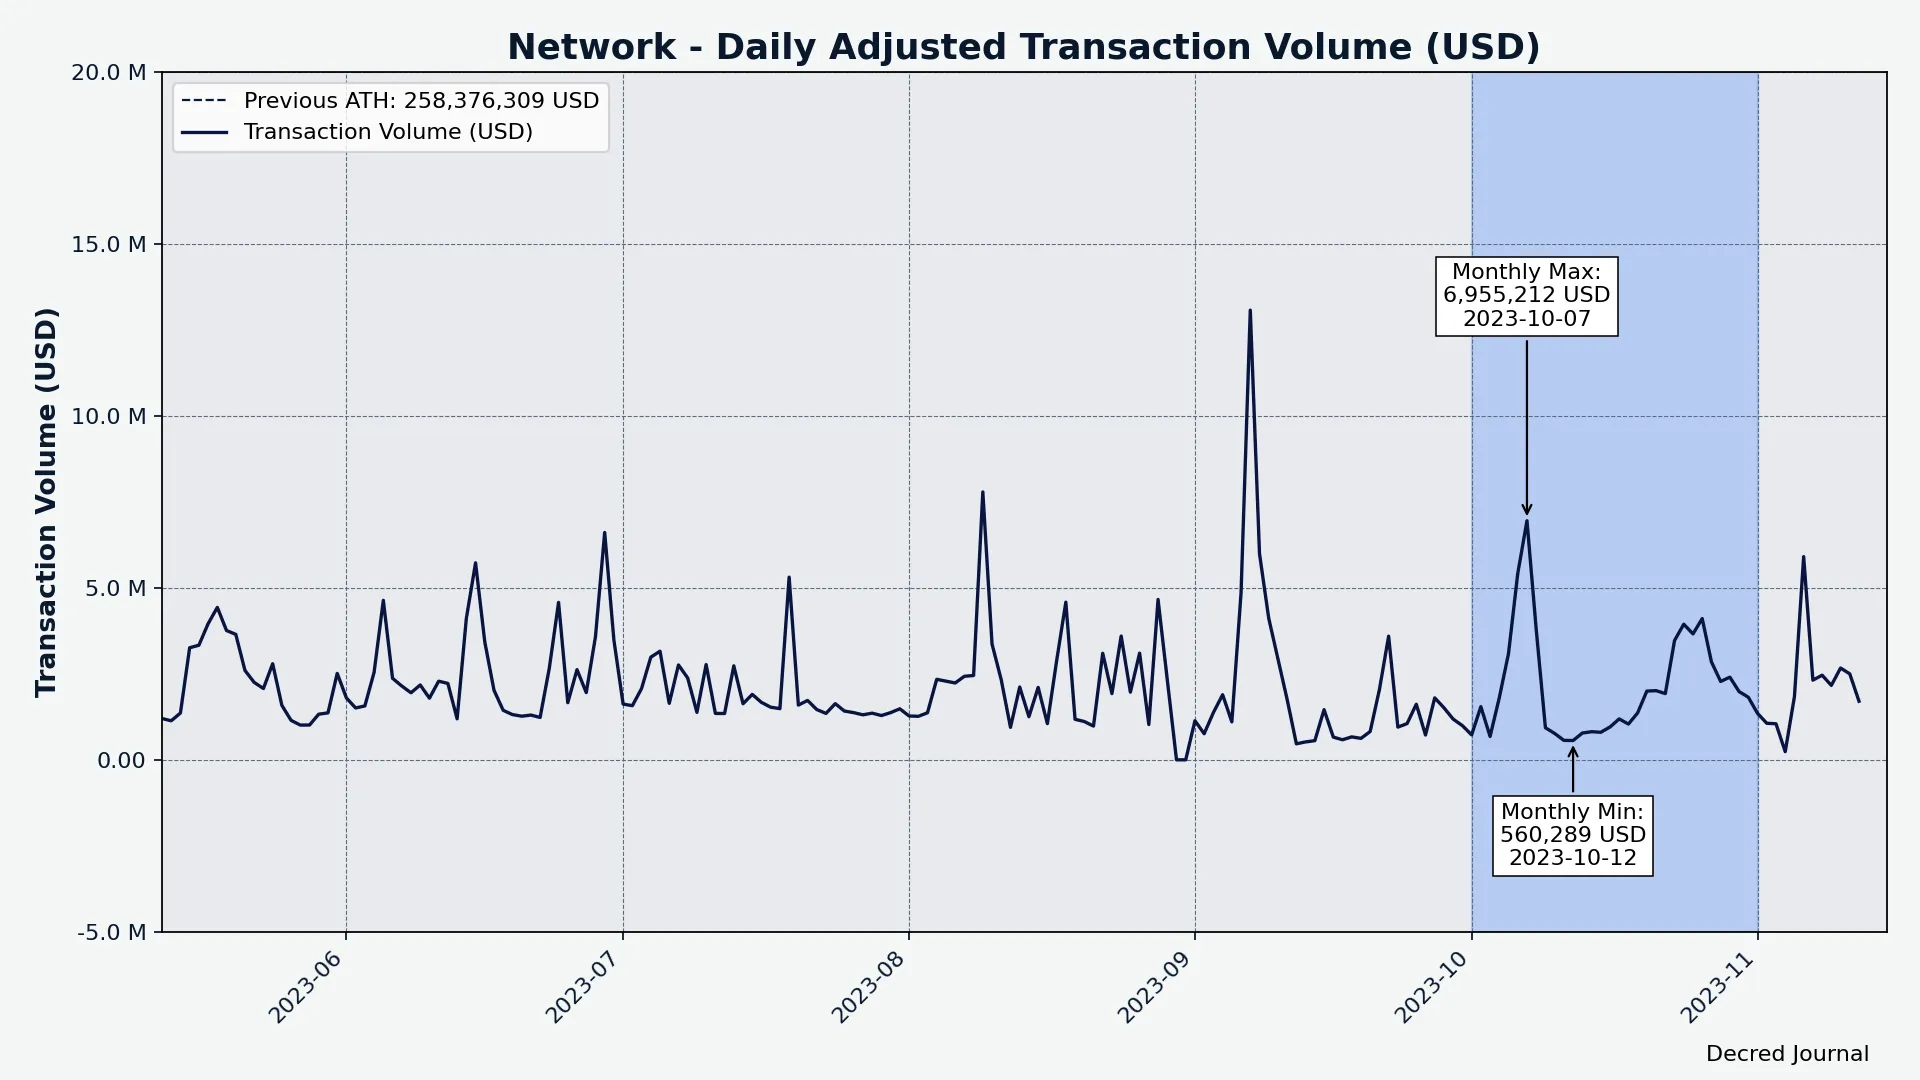 Network - Daily Adjusted Transaction Volume (USD)
Previous ATH: 258,376,309 USD
Transaction Volume (USD)
Transaction Volume (USD)
20.0 M
15.0 M
10.0 M
5.0 M
0.00
-5.0 M
Monthly Max:
6,955,212 USD
2023-10-07
Monthly Min:
560,289 USD
2023-10-12
2023-06
2023-07
2023-08
2023-09
2023-10
2023-11
Decred Journal